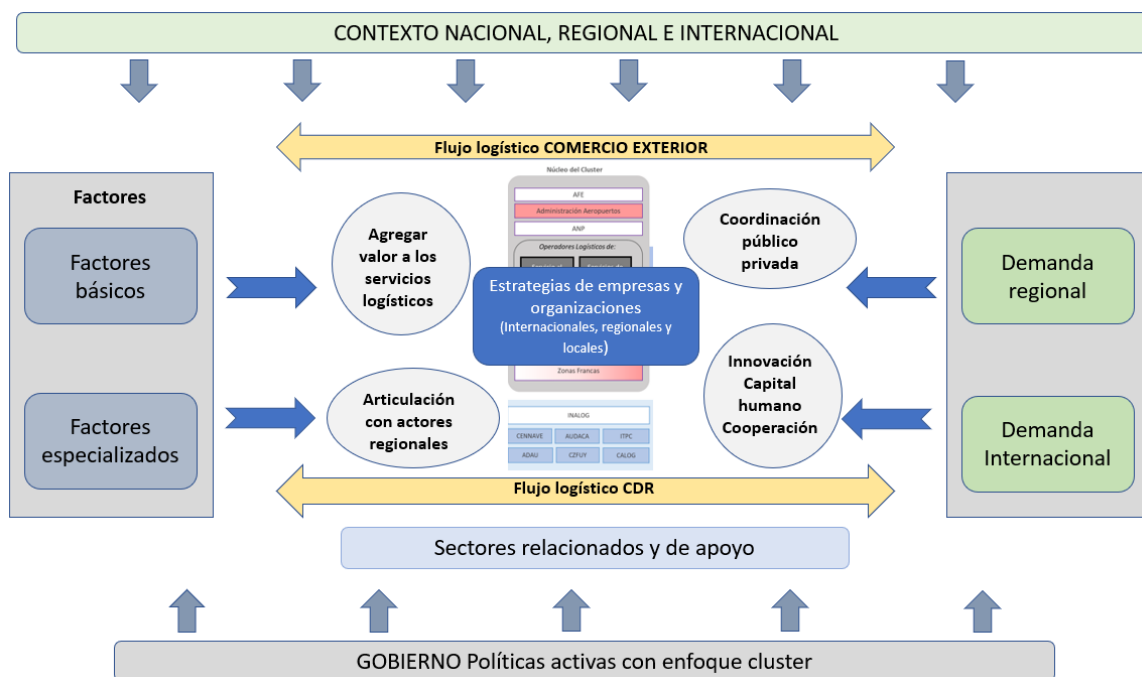 CONTEXTO NACIONAL, REGIONAL E INTERNACIONAL
Flujo logístico COMERCIO EXTERIOR
Factores
Factores
básicos
Factores
especializados
Agregar
valor a los
servicios
logísticos
Articulación
con actores
regionales
Núcleo del Cluster
AFE
Administración Aeropuertos
ANP
Operadores Logísticos de:
Estrategias de empresas y
organizaciones
(Internacionales, regionales y
locales)
Zonas Francas
INALOG
CENNAVE AUDACA ITPC
ADAU CZFUY CALOG
Coordinación
público
privada
Innovación
Capital
humano
Cooperación
Demanda
regional
Demanda
Internacional
Flujo logístico CDR
Sectores relacionados y de apoyo
GOBIERNO Políticas activas con enfoque cluster